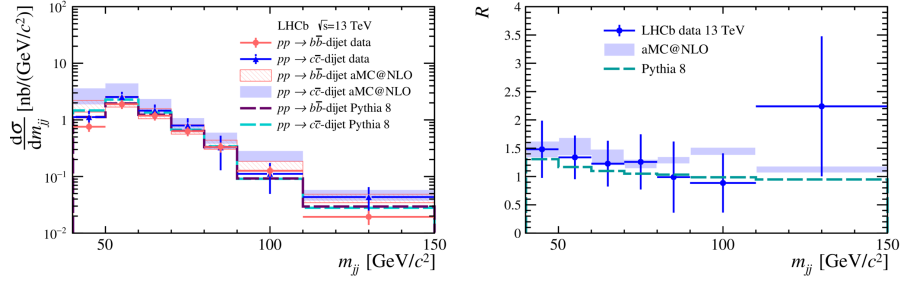 LHCb √s=13 TeV
pp → bb̅-dijet data
pp → cc̅-dijet data
pp → bb̅-dijet aMC@NLO
pp → cc̅-dijet aMC@NLO
pp → bb̅-dijet Pythia 8
pp → cc̅-dijet Pythia 8
dσ/dm_jj [nb/(GeV/c²)]
10
1
10⁻¹
10⁻²
50
100
150
m_jj [GeV/c²]
R
LHCb data 13 TeV
aMC@NLO
Pythia 8
4
3.5
3
2.5
2
1.5
1
0.5
0
50
100
150
m_jj [GeV/c²]